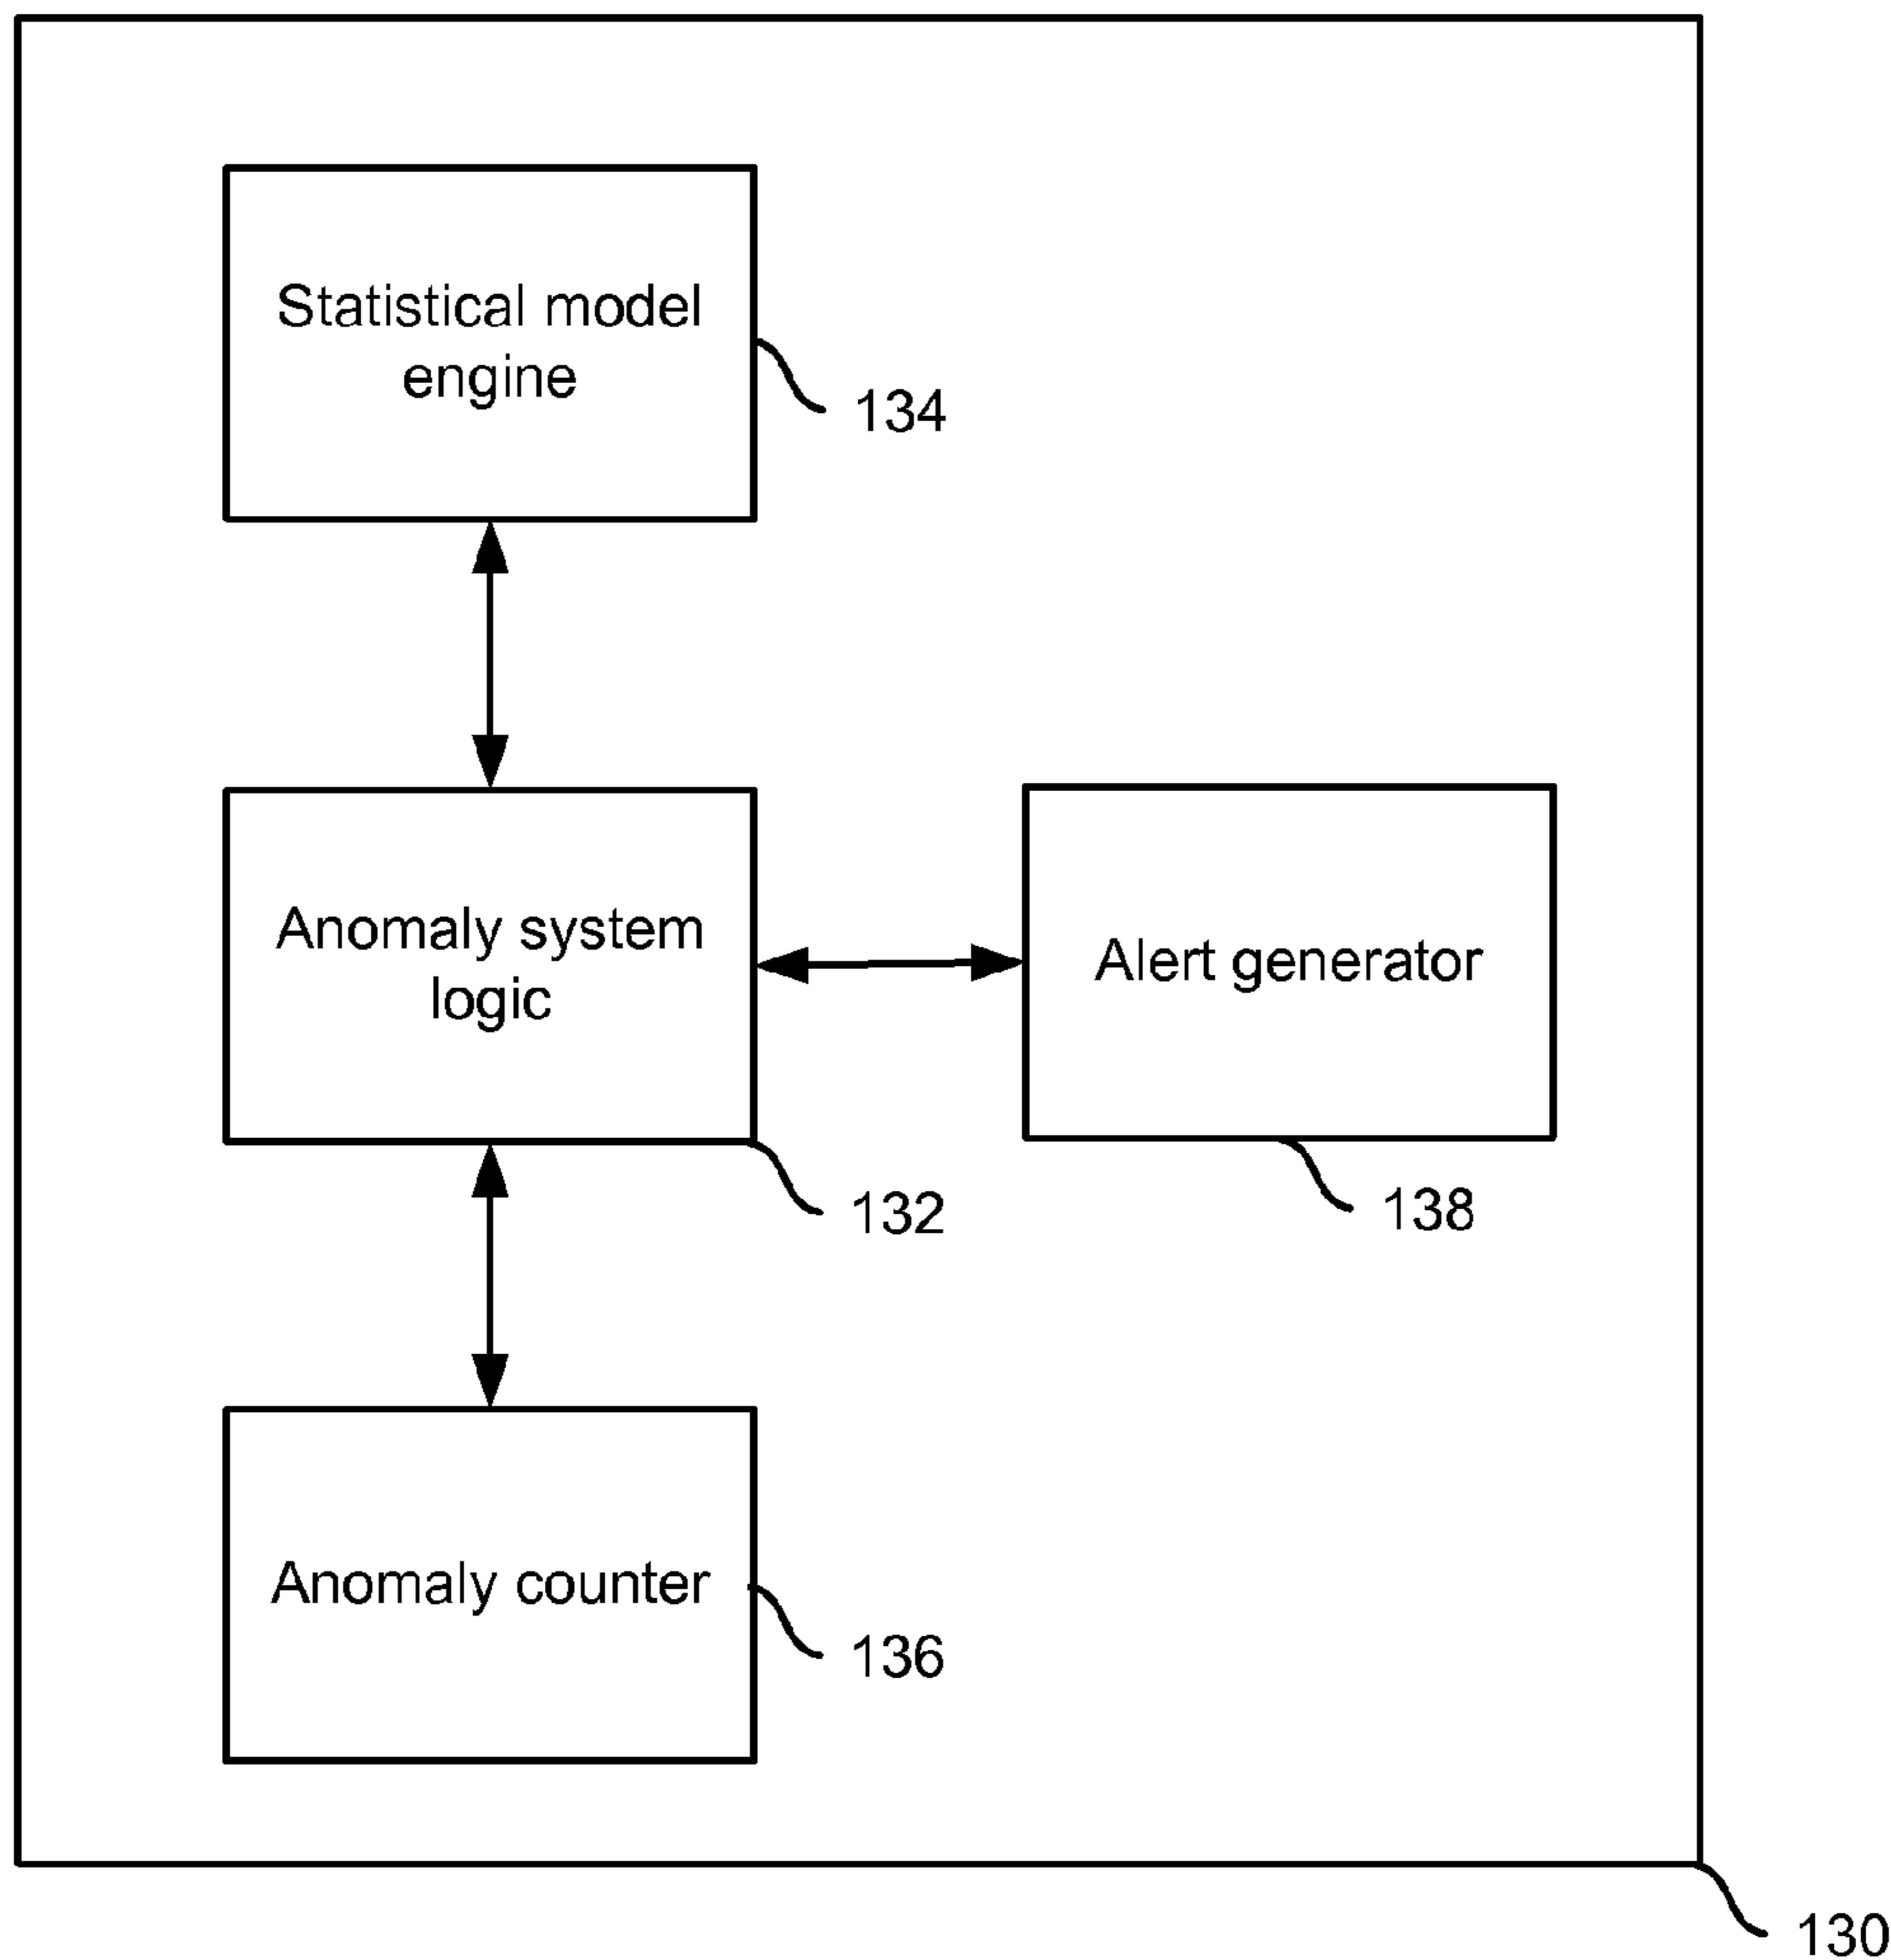 Statistical model
engine
134
Anomaly system
logic
Alert generator
132
138
Anomaly counter
136
130